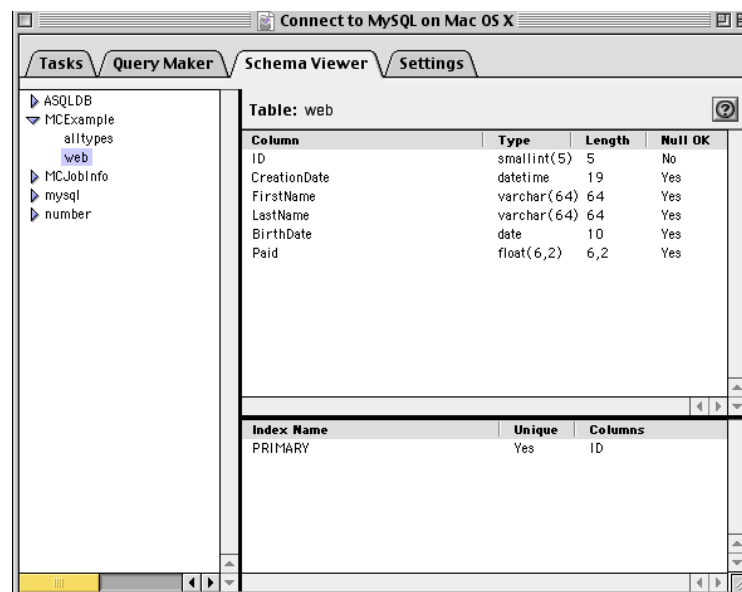 Connect to MySQL on Mac OS X
Tasks Query Maker Schema Viewer Settings
ASQLDB
MCExample
alltypes
web
MCJobInfo
mysql
number
Table: web
?
Column Type Length Null OK
ID smallint(5) 5 No
CreationDate datetime 19 Yes
FirstName varchar(64) 64 Yes
LastName varchar(64) 64 Yes
BirthDate date 10 Yes
Paid float(6,2) 6,2 Yes
Index Name Unique Columns
PRIMARY Yes ID